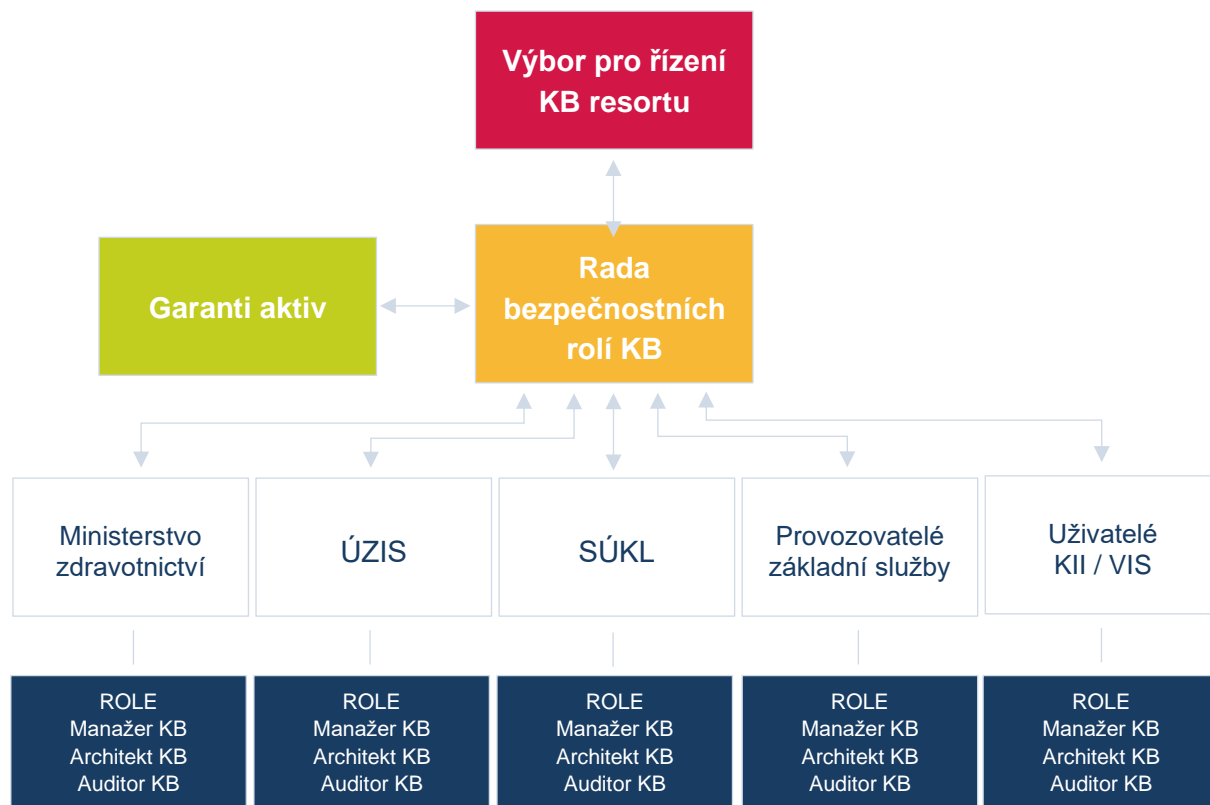 Výbor pro řízení
KB resortu
Garanti aktiv
Rada
bezpečnostních
rolí KB
Ministerstvo
zdravotnictví
ÚZIS
SÚKL
Provozovatelé
základní služby
Uživatelé
KII / VIS
ROLE
Manažer KB
Architekt KB
Auditor KB
ROLE
Manažer KB
Architekt KB
Auditor KB
ROLE
Manažer KB
Architekt KB
Auditor KB
ROLE
Manažer KB
Architekt KB
Auditor KB
ROLE
Manažer KB
Architekt KB
Auditor KB